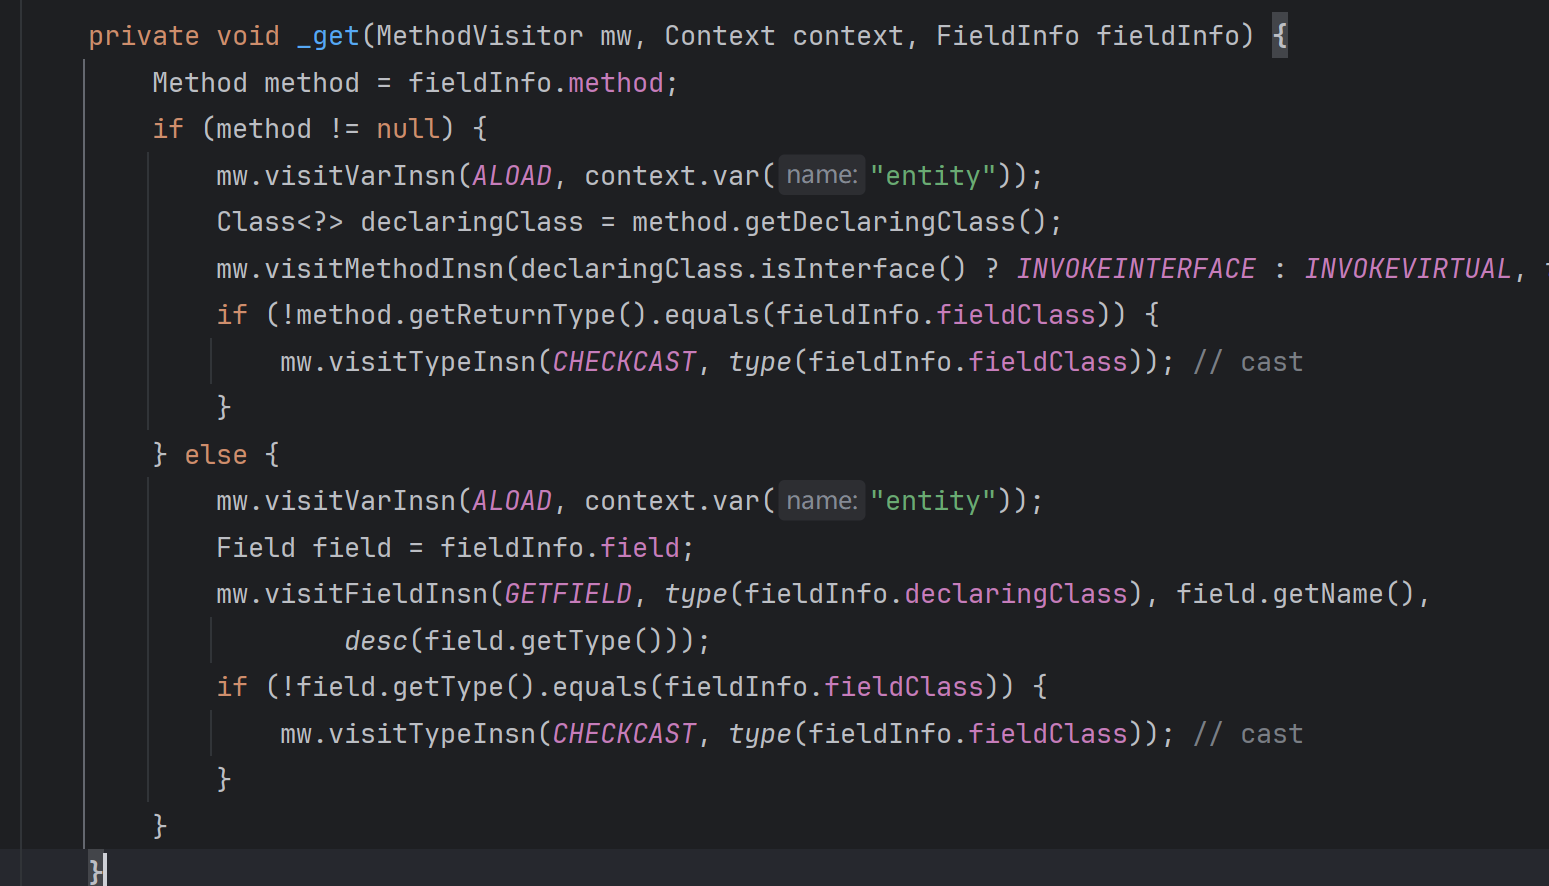 private void _get(MethodVisitor mw, Context context, FieldInfo fieldInfo) {
Method method = fieldInfo.method;
if (method != null) {
mw.visitVarInsn(ALOAD, context.var( name: "entity"));
Class<?> declaringClass = method.getDeclaringClass();
mw.visitMethodInsn(declaringClass.isInterface() ? INVOKEINTERFACE : INVOKEVIRTUAL,
if (!method.getReturnType().equals(fieldInfo.fieldClass)) {
mw.visitTypeInsn(CHECKCAST, type(fieldInfo.fieldClass)); // cast
}
} else {
mw.visitVarInsn(ALOAD, context.var( name: "entity"));
Field field = fieldInfo.field;
mw.visitFieldInsn(GETFIELD, type(fieldInfo.declaringClass), field.getName(),
desc(field.getType()));
if (!field.getType().equals(fieldInfo.fieldClass)) {
mw.visitTypeInsn(CHECKCAST, type(fieldInfo.fieldClass)); // cast
}
}
}